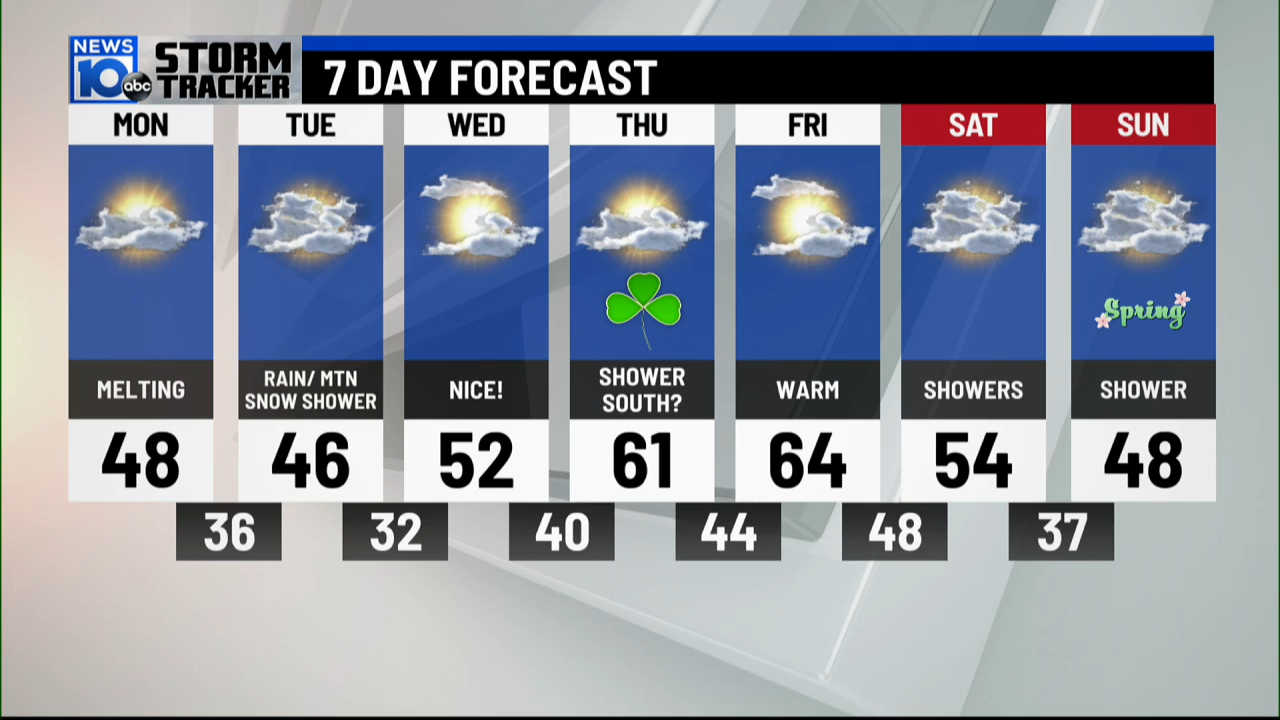 NEWS
10
abc
STORM
TRACKER
7 DAY FORECAST
MON
TUE
WED
THU
FRI
SAT
SUN
Spring
MELTING
RAIN/ MTN
SNOW SHOWER
NICE!
SHOWER
SOUTH?
WARM
SHOWERS
SHOWER
48
46
52
61
64
54
48
36
32
40
44
48
37